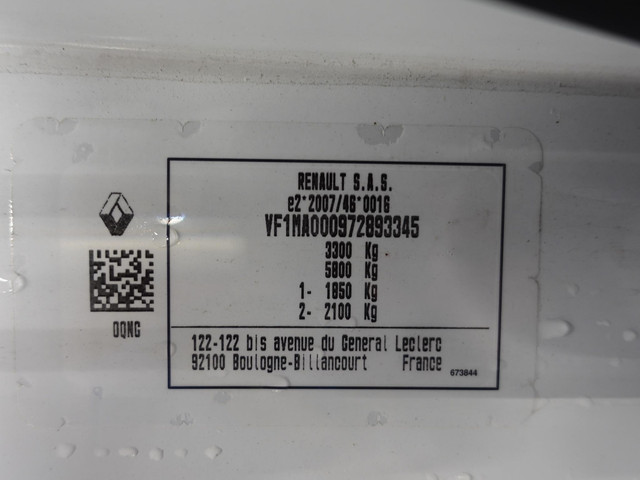 RENAULT S.A.S.
e2*2007/46*0016
VF1MA000972893345
3300 Kg
5800 Kg
1- 1850 Kg
2- 2100 Kg
OQMG
122-122 bis avenue du General Leclerc
92100 Boulogne-Billancourt France
673844